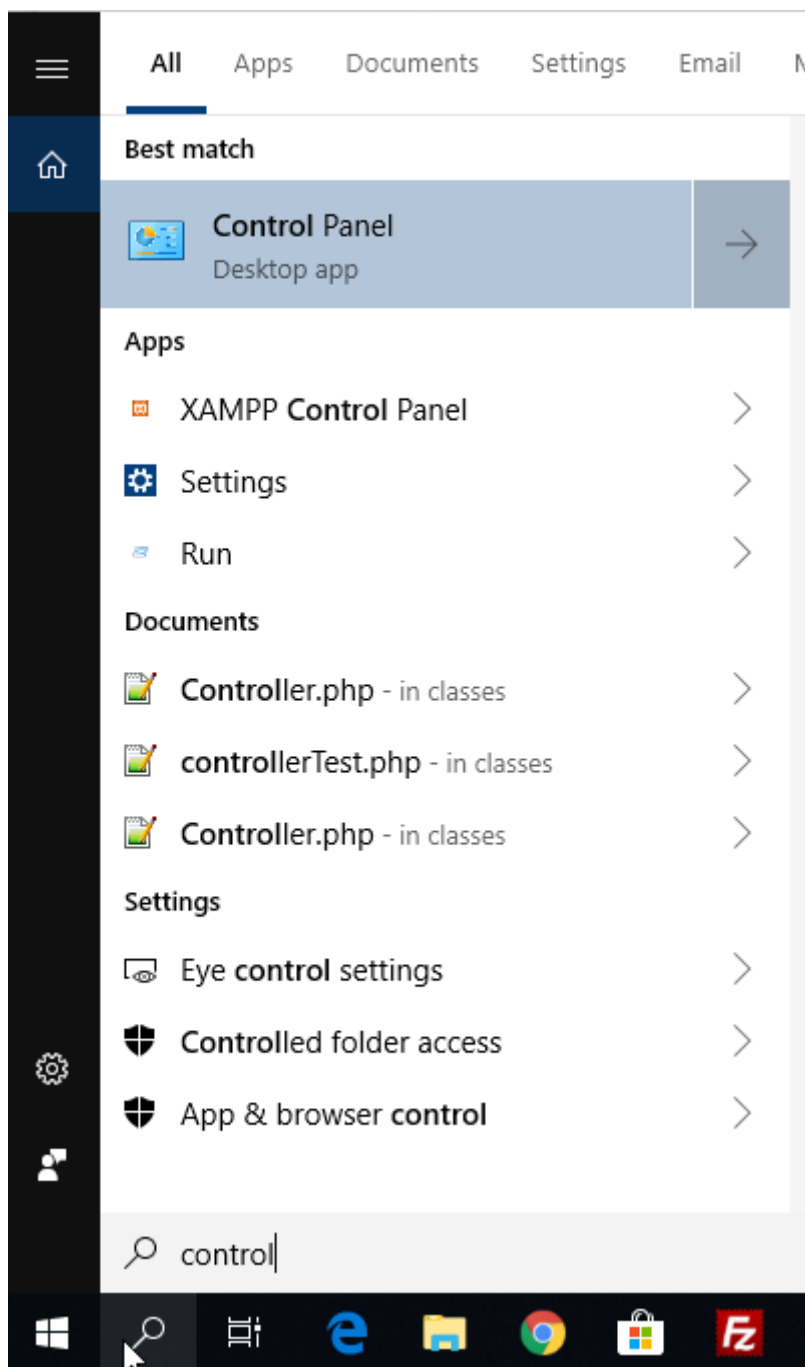 All Apps Documents Settings Email
Best match
Control Panel
Desktop app
Apps
XAMPP Control Panel
Settings
Run
Documents
Controller.php - in classes
controllerTest.php - in classes
Controller.php - in classes
Settings
Eye control settings
Controlled folder access
App & browser control
control
Fz